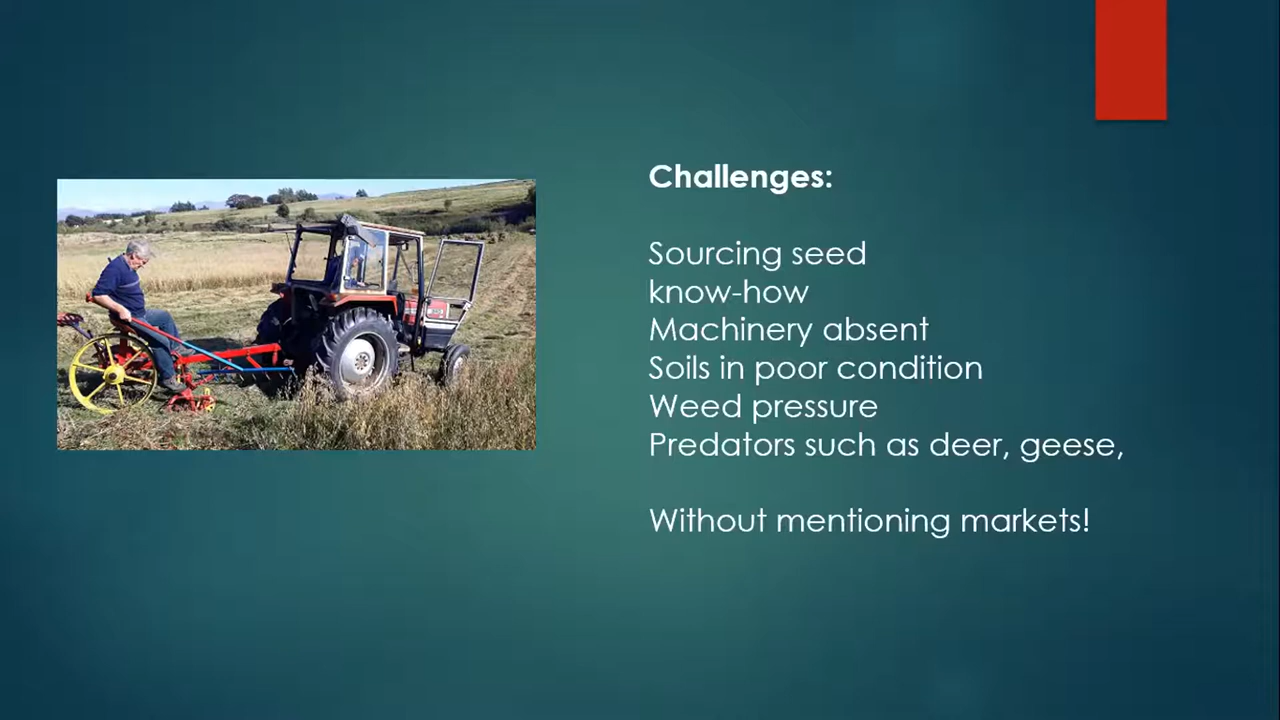 Challenges:
Sourcing seed
know-how
Machinery absent
Soils in poor condition
Weed pressure
Predators such as deer, geese,
Without mentioning markets!